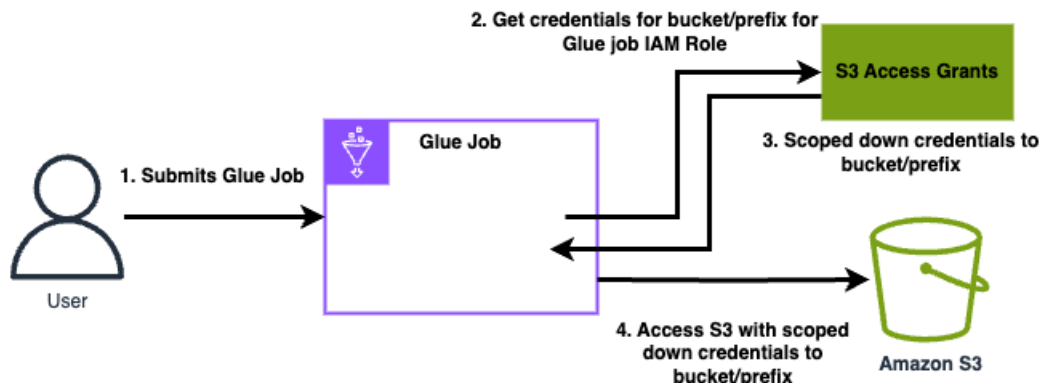 2. Get credentials for bucket/prefix for
Glue job IAM Role
S3 Access Grants
Glue Job
3. Scoped down credentials to
bucket/prefix
1. Submits Glue Job
User
4. Access S3 with scoped
down credentials to
bucket/prefix
Amazon S3